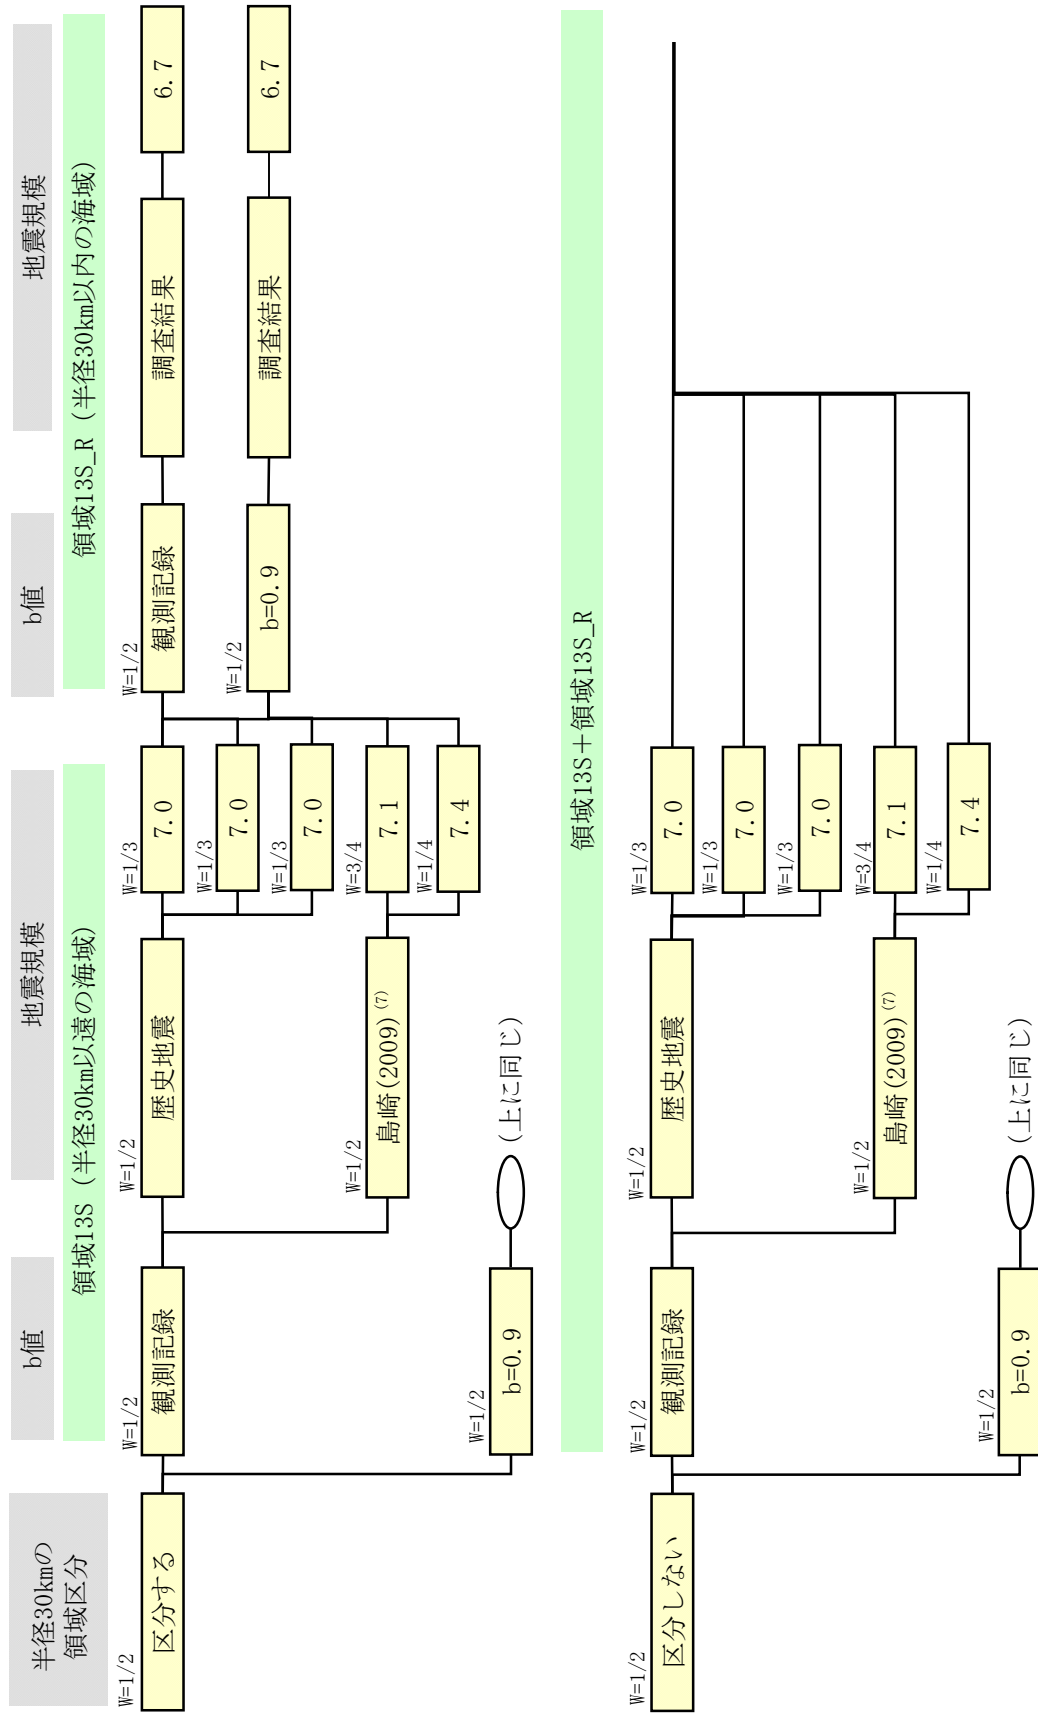 半径30kmの
領域区分
b値
地震規模
b値
地震規模
領域13S (半径30km以遠の海域)
領域13S_R (半径30km以内の海域)
W=1/2
区分する
W=1/2
観測記録
W=1/2
歴史地震
W=1/3
7.0
W=1/3
7.0
W=1/3
7.0
W=1/2
島崎(2009)(7)
W=3/4
7.1
W=1/4
7.4
W=1/2
b=0.9
(上に同じ)
W=1/2
観測記録
調査結果
6.7
W=1/2
b=0.9
調査結果
6.7
領域13S+領域13S_R
W=1/2
区分しない
W=1/2
観測記録
W=1/2
歴史地震
W=1/3
7.0
W=1/3
7.0
W=1/3
7.0
W=1/2
島崎(2009)(7)
W=3/4
7.1
W=1/4
7.4
W=1/2
b=0.9
(上に同じ)